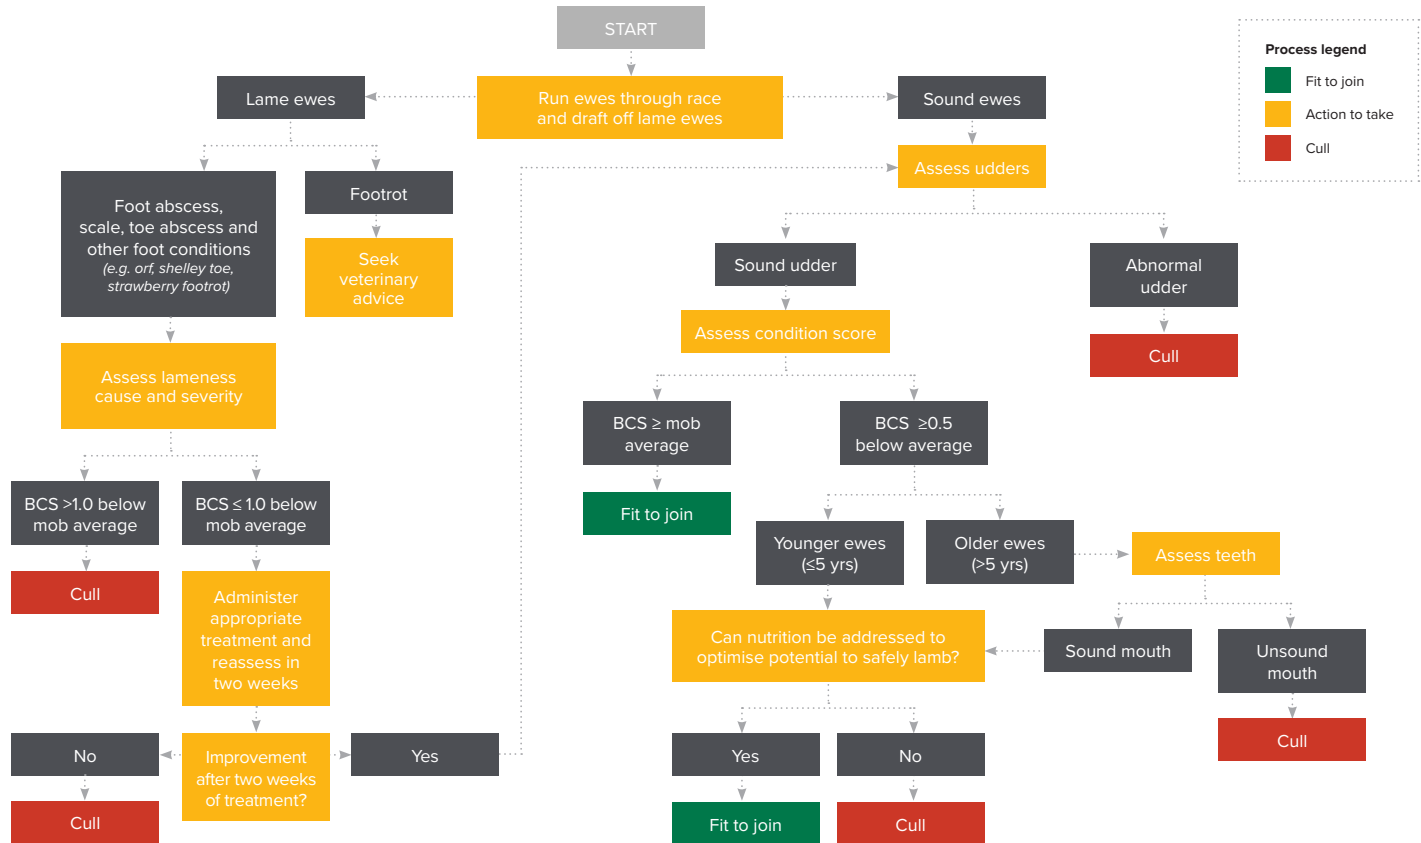 START
Process legend
Fit to join
Action to take
Cull
Lame ewes
Run ewes through race
and draft off lame ewes
Sound ewes
Assess udders
Foot abscess,
scale, toe abscess and
other foot conditions
(e.g. orf, shelley toe,
strawberry footrot)
Footrot
Seek
veterinary
advice
Sound udder
Abnormal
udder
Assess condition score
Cull
Assess lameness
cause and severity
BCS ≥ mob
average
BCS ≥0.5
below average
BCS >1.0 below
mob average
BCS ≤ 1.0 below
mob average
Fit to join
Younger ewes
(≤5 yrs)
Older ewes
(>5 yrs)
Assess teeth
Cull
Administer
appropriate
treatment and
reassess in
two weeks
Can nutrition be addressed to
optimise potential to safely lamb?
Sound mouth
Unsound
mouth
No
Improvement
after two weeks
of treatment?
Yes
Yes
No
Cull
Cull
Fit to join
Cull